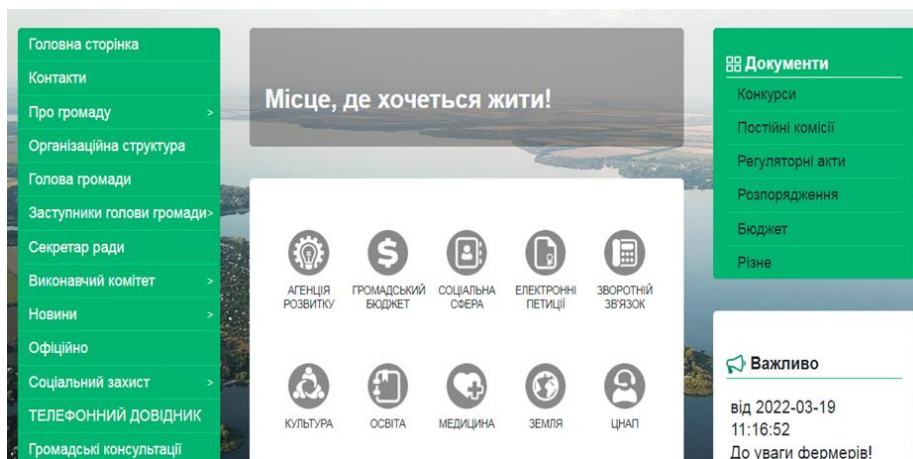 Головна сторінка
Контакти
Про громаду >
Організаційна структура
Голова громади
Заступники голови громади>
Секретар ради
Виконавчий комітет >
Новини >
Офіційно
Соціальний захист >
ТЕЛЕФОННИЙ ДОВІДНИК
Громадські консультації
Місце, де хочеться жити!
АГЕНЦІЯ
РОЗВИТКУ
ГРОМАДСЬКИЙ
БЮДЖЕТ
СОЦІАЛЬНА
СФЕРА
ЕЛЕКТРОННІ
ПЕТИЦІЇ
ЗВОРОТНІЙ
ЗВ'ЯЗОК
КУЛЬТУРА
ОСВІТА
МЕДИЦИНА
ЗЕМЛЯ
ЦНАП
Документи
Конкурси
Постійні комісії
Регуляторні акти
Розпорядження
Бюджет
Різне
Важливо
від 2022-03-19
11:16:52
До уваги фермерів!